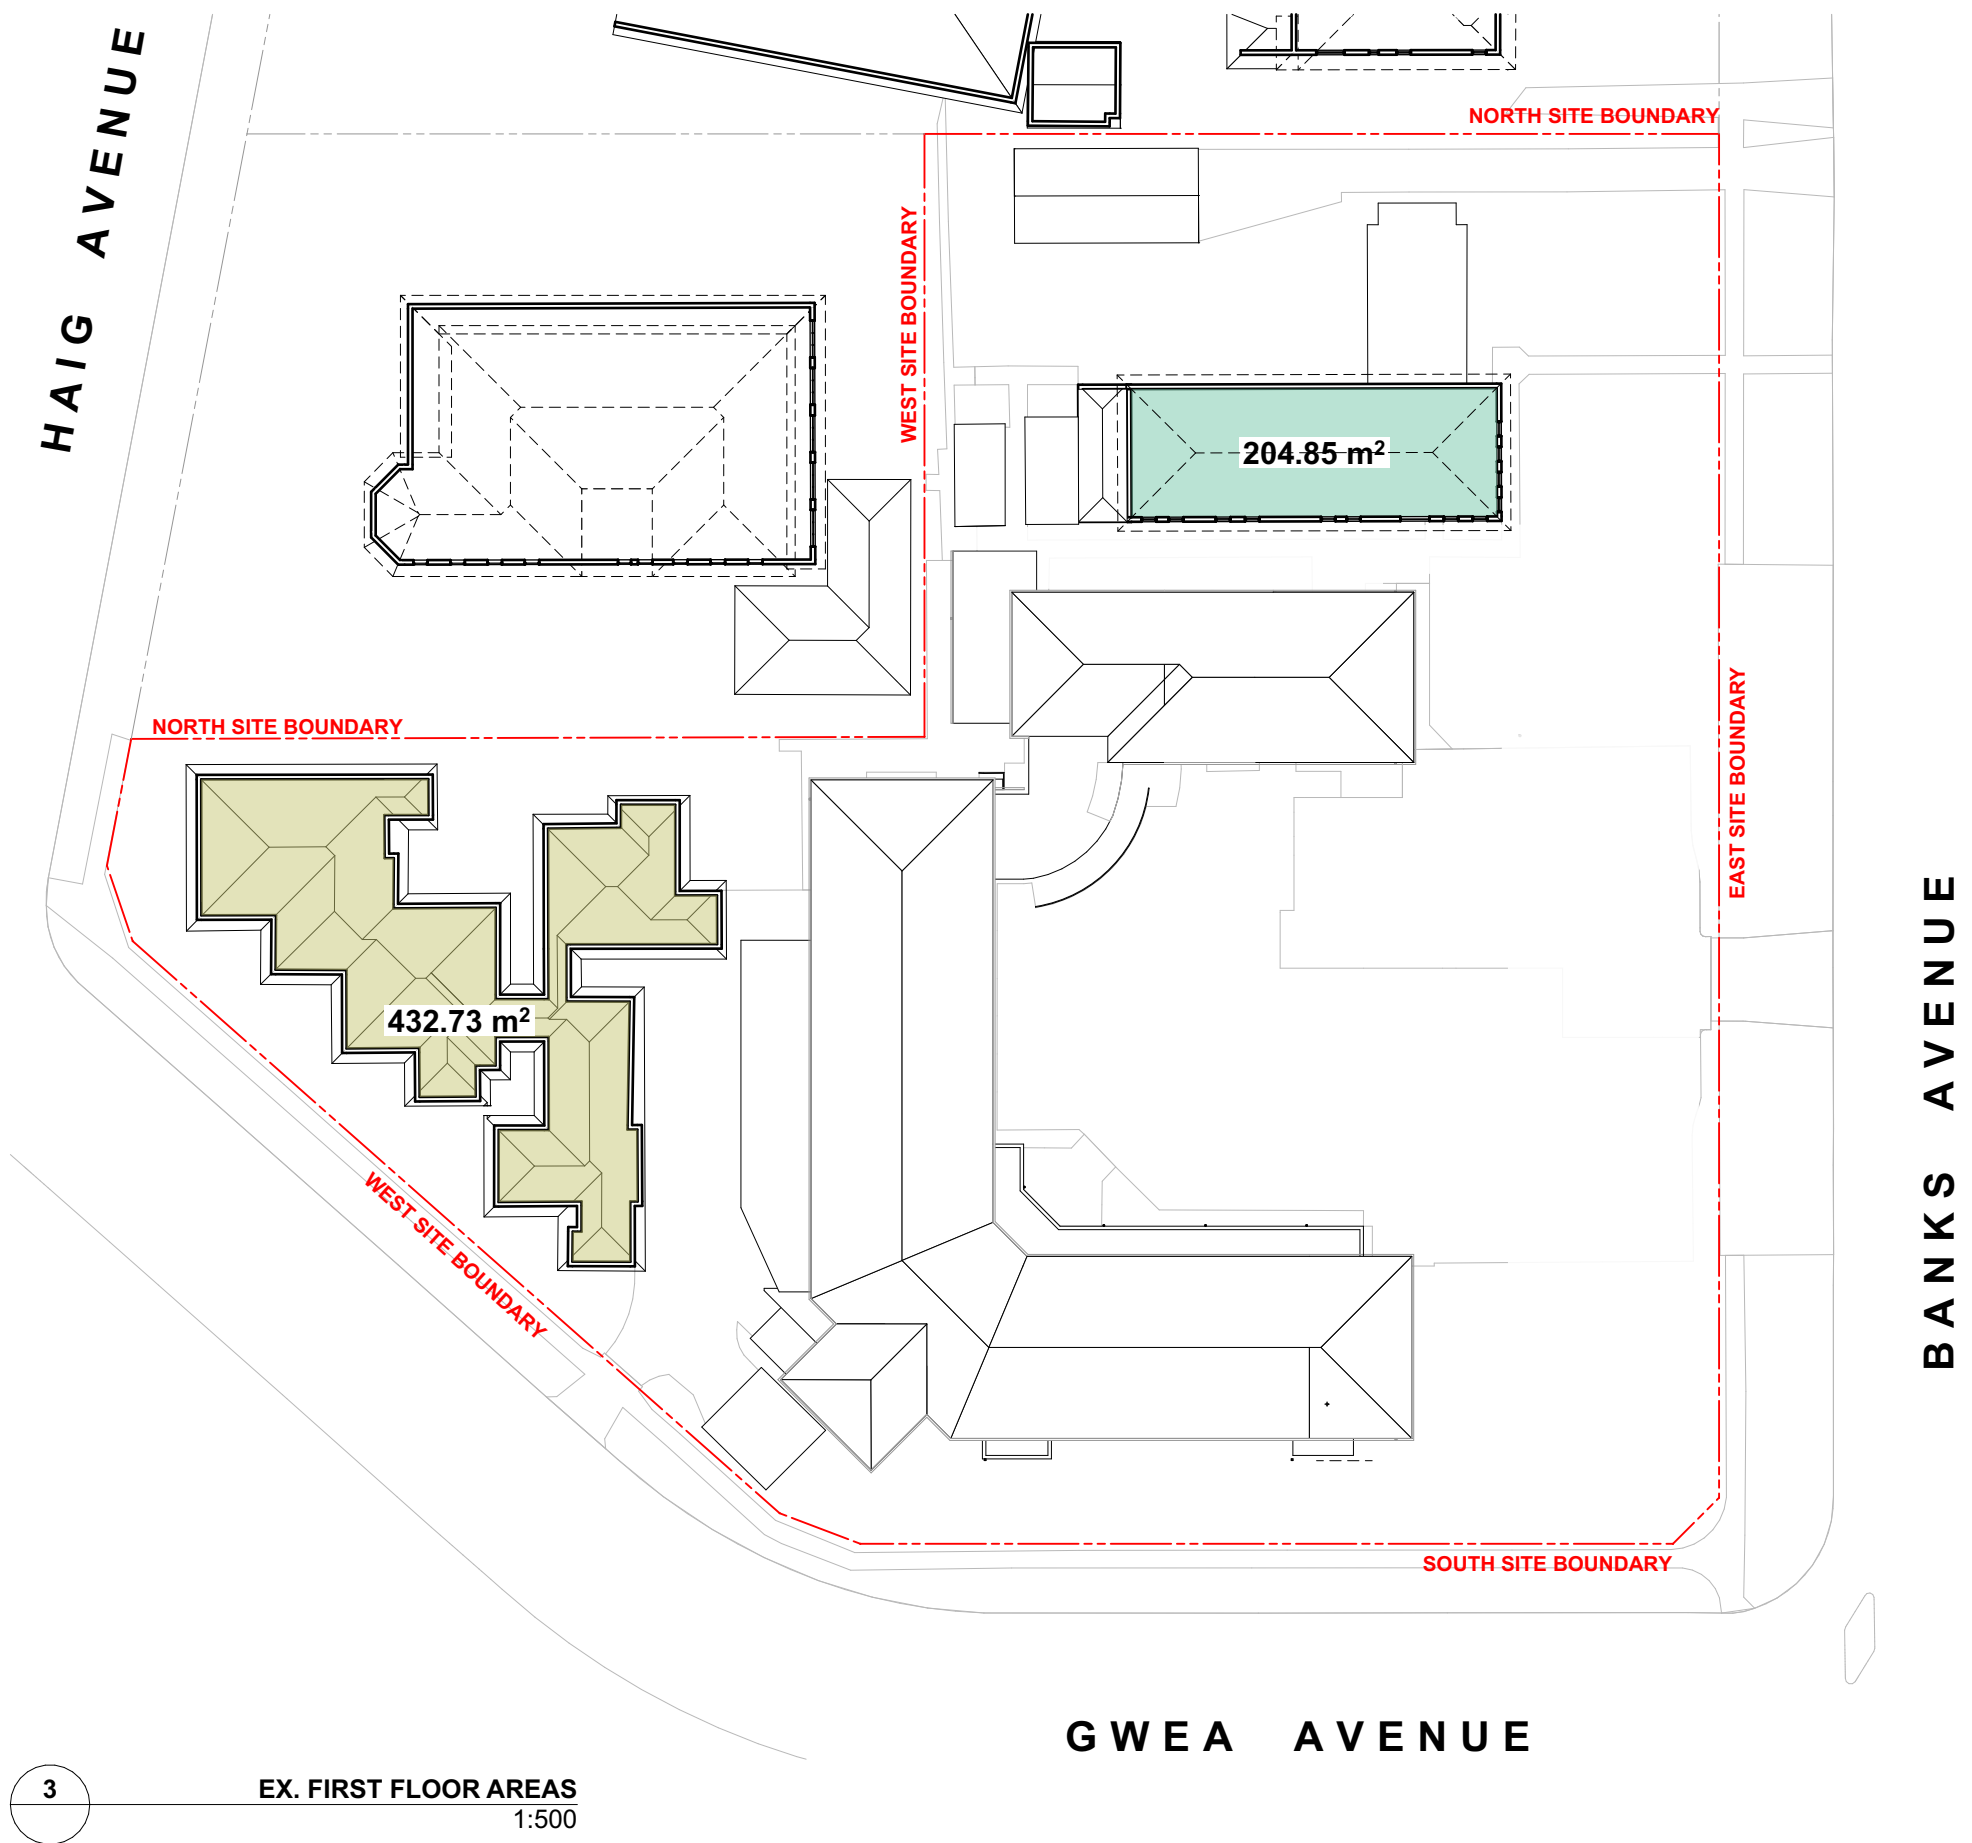 HAIG AVENUE
NORTH SITE BOUNDARY
WEST SITE BOUNDARY
204.85 m²
NORTH SITE BOUNDARY
EAST SITE BOUNDARY
432.73 m²
BANKS AVENUE
WEST SITE BOUNDARY
SOUTH SITE BOUNDARY
GWEA AVENUE
3
EX. FIRST FLOOR AREAS
1:500